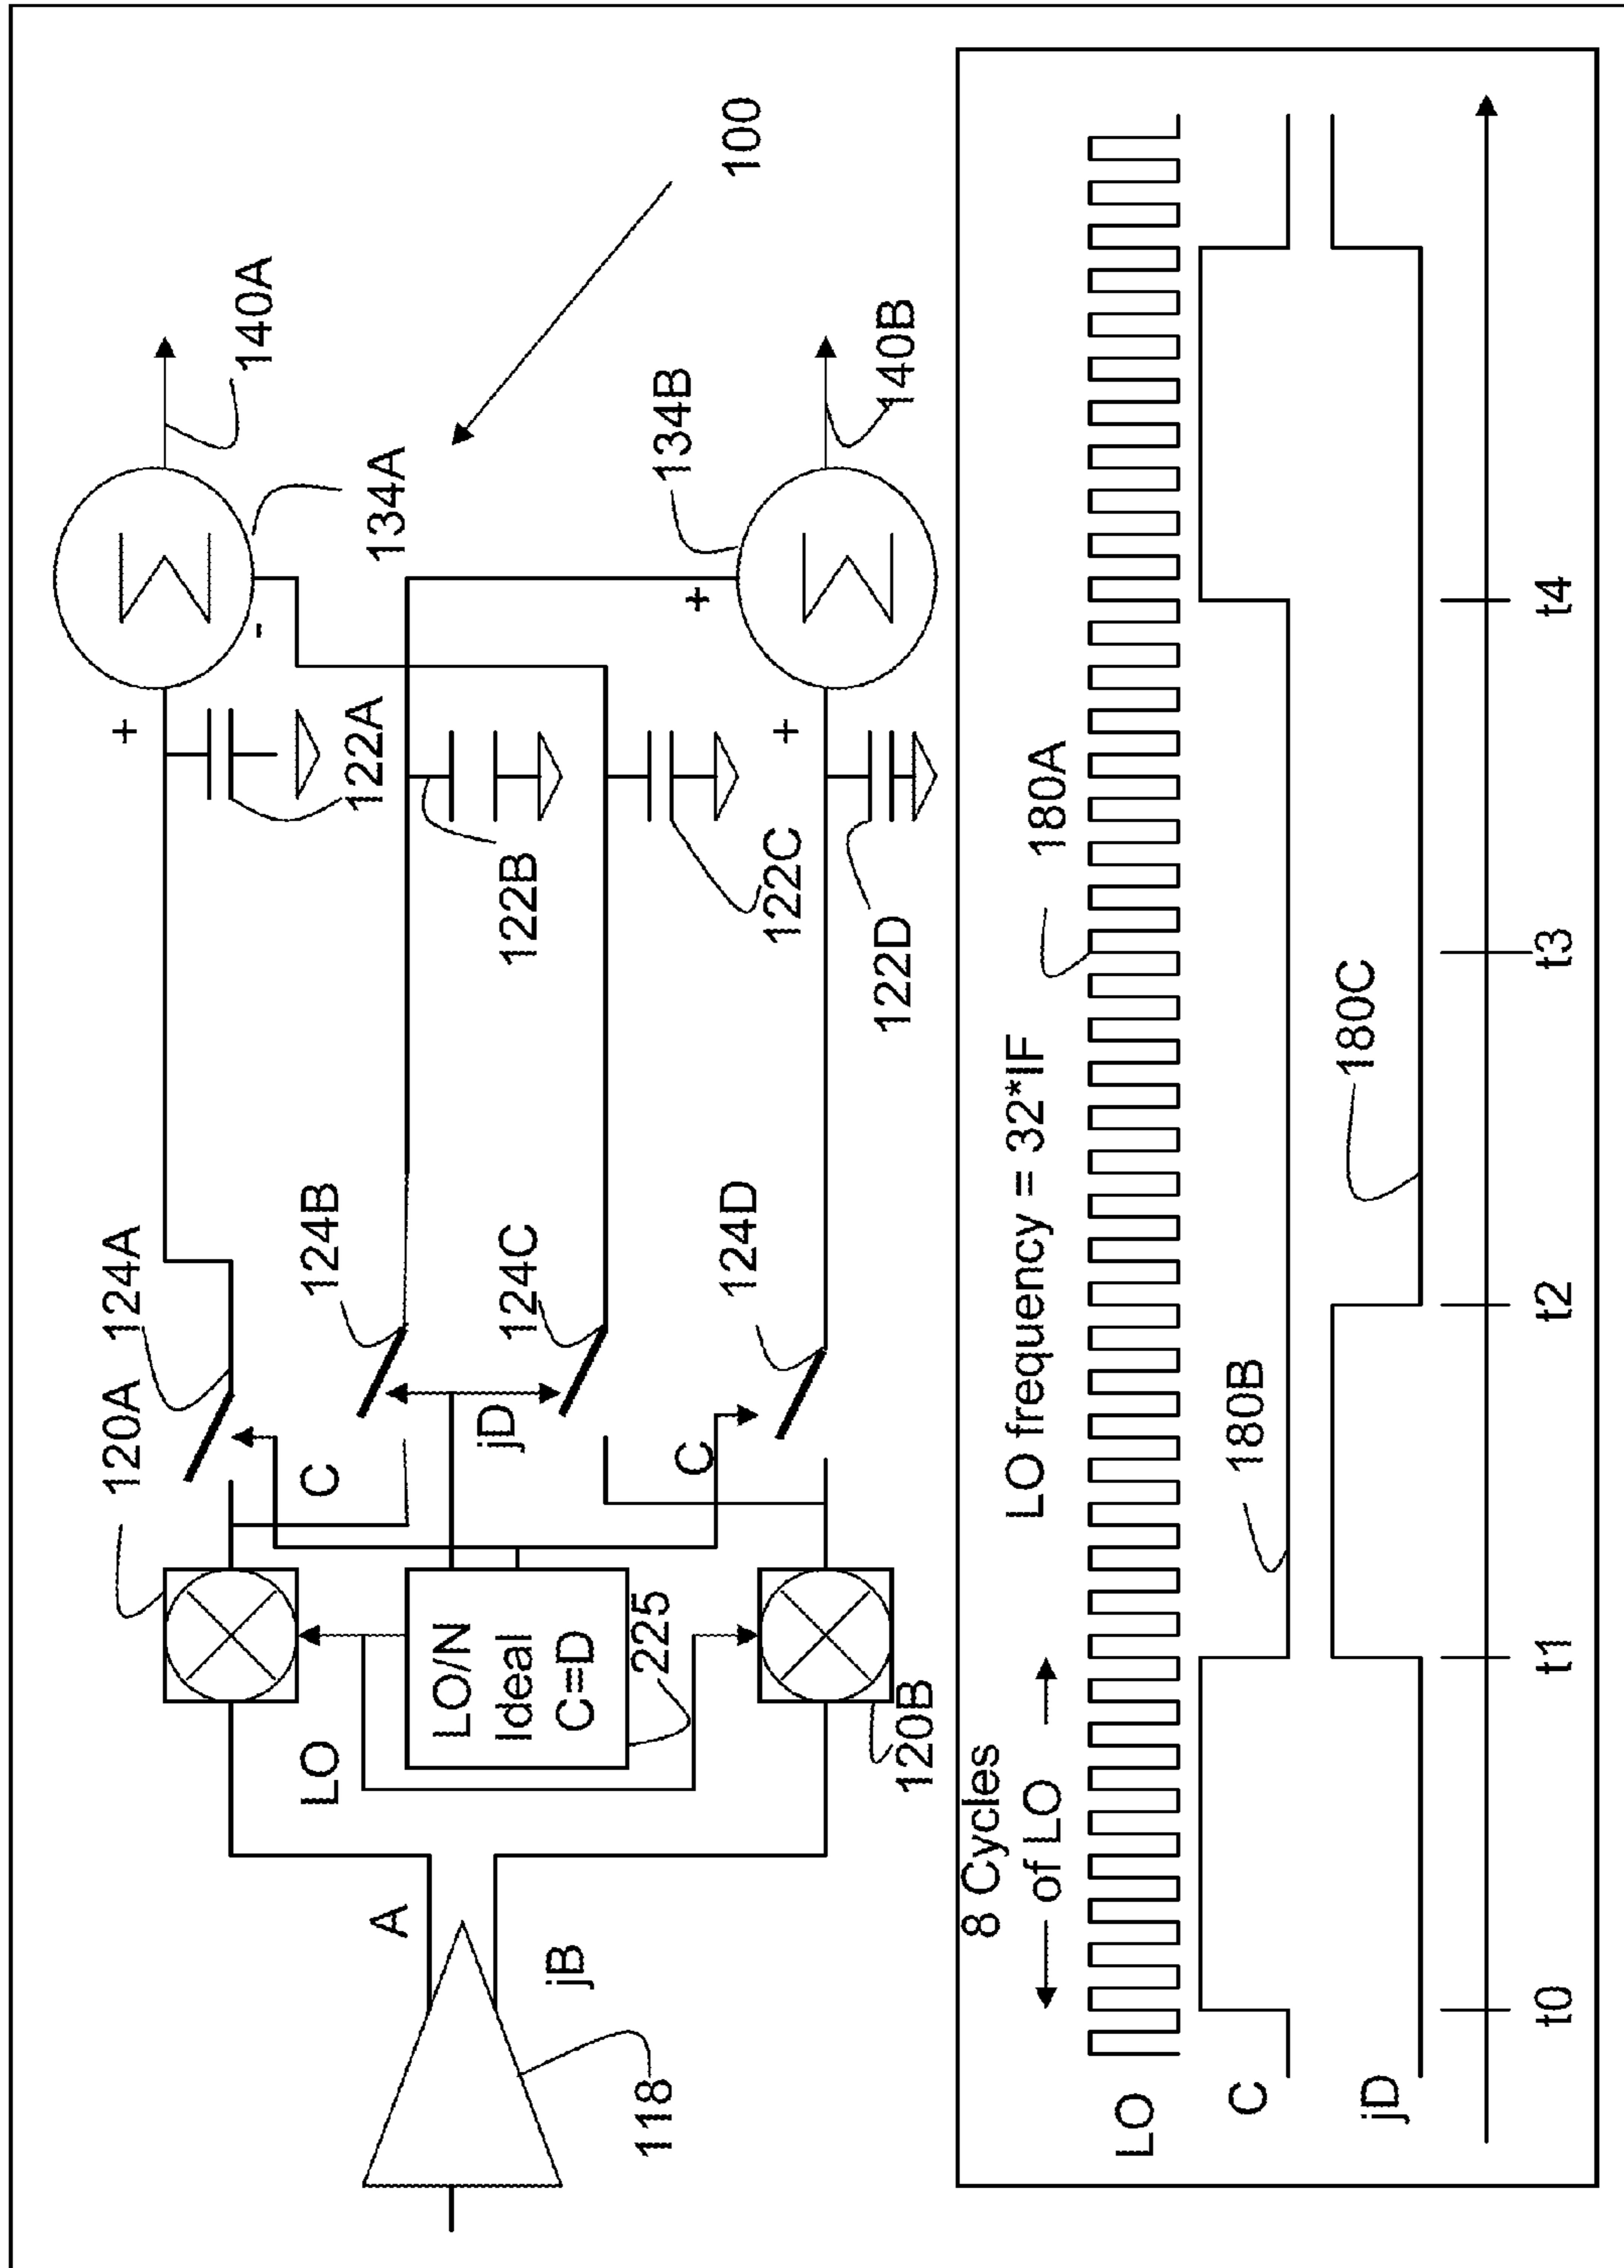 100
140A
134A
+
-
122A
124A
120A
C
LO
A
118
jB
LO/N
Ideal
C=D
225
jD
124B
122B
124C
122C
C
124D
122D
120B
+
+
134B
140B
8 Cycles
of LO
LO frequency = 32*IF
180A
LO
C
180B
jD
180C
t0
t1
t2
t3
t4